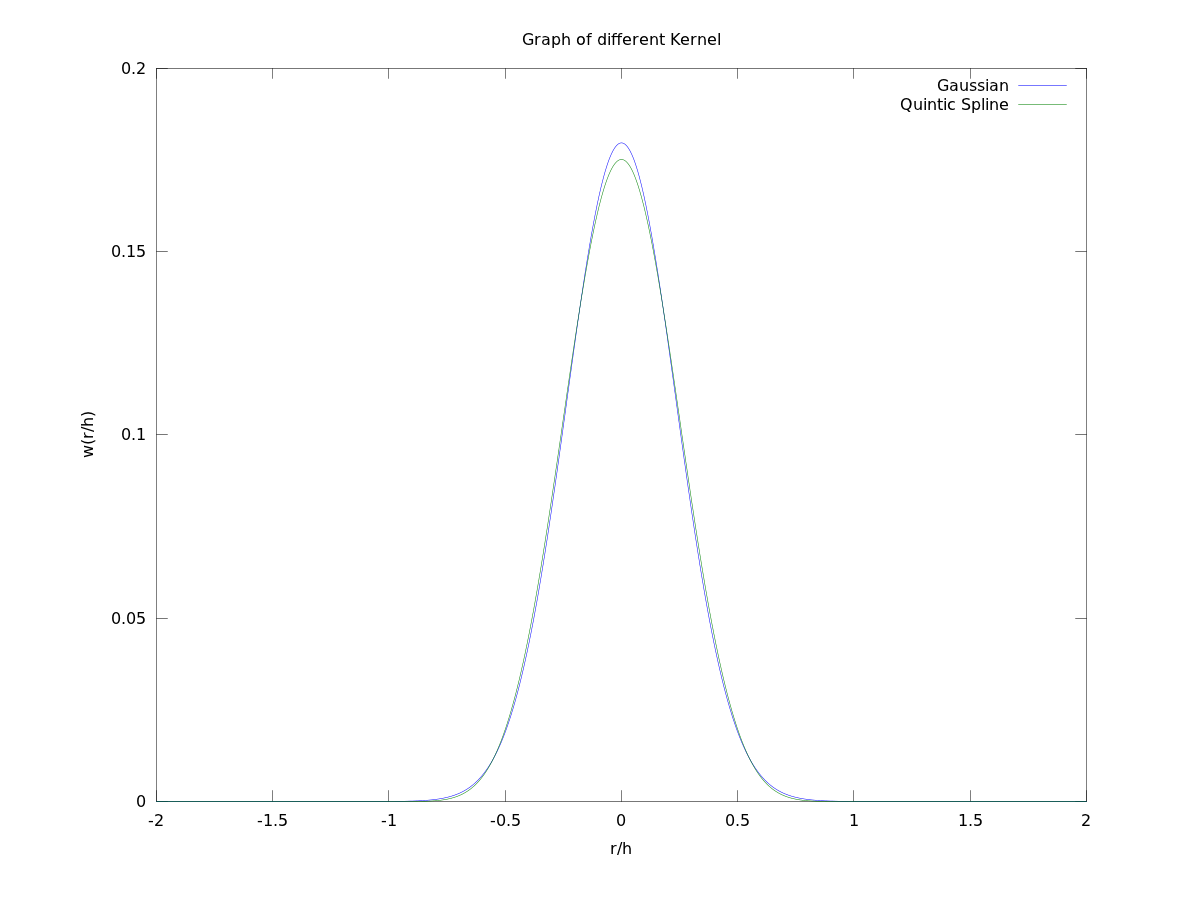 Graph of different Kernel
Gaussian
Quintic Spline
0.2
0.15
0.1
0.05
0
w(r/h)
-2 -1.5 -1 -0.5 0 0.5 1 1.5 2
r/h